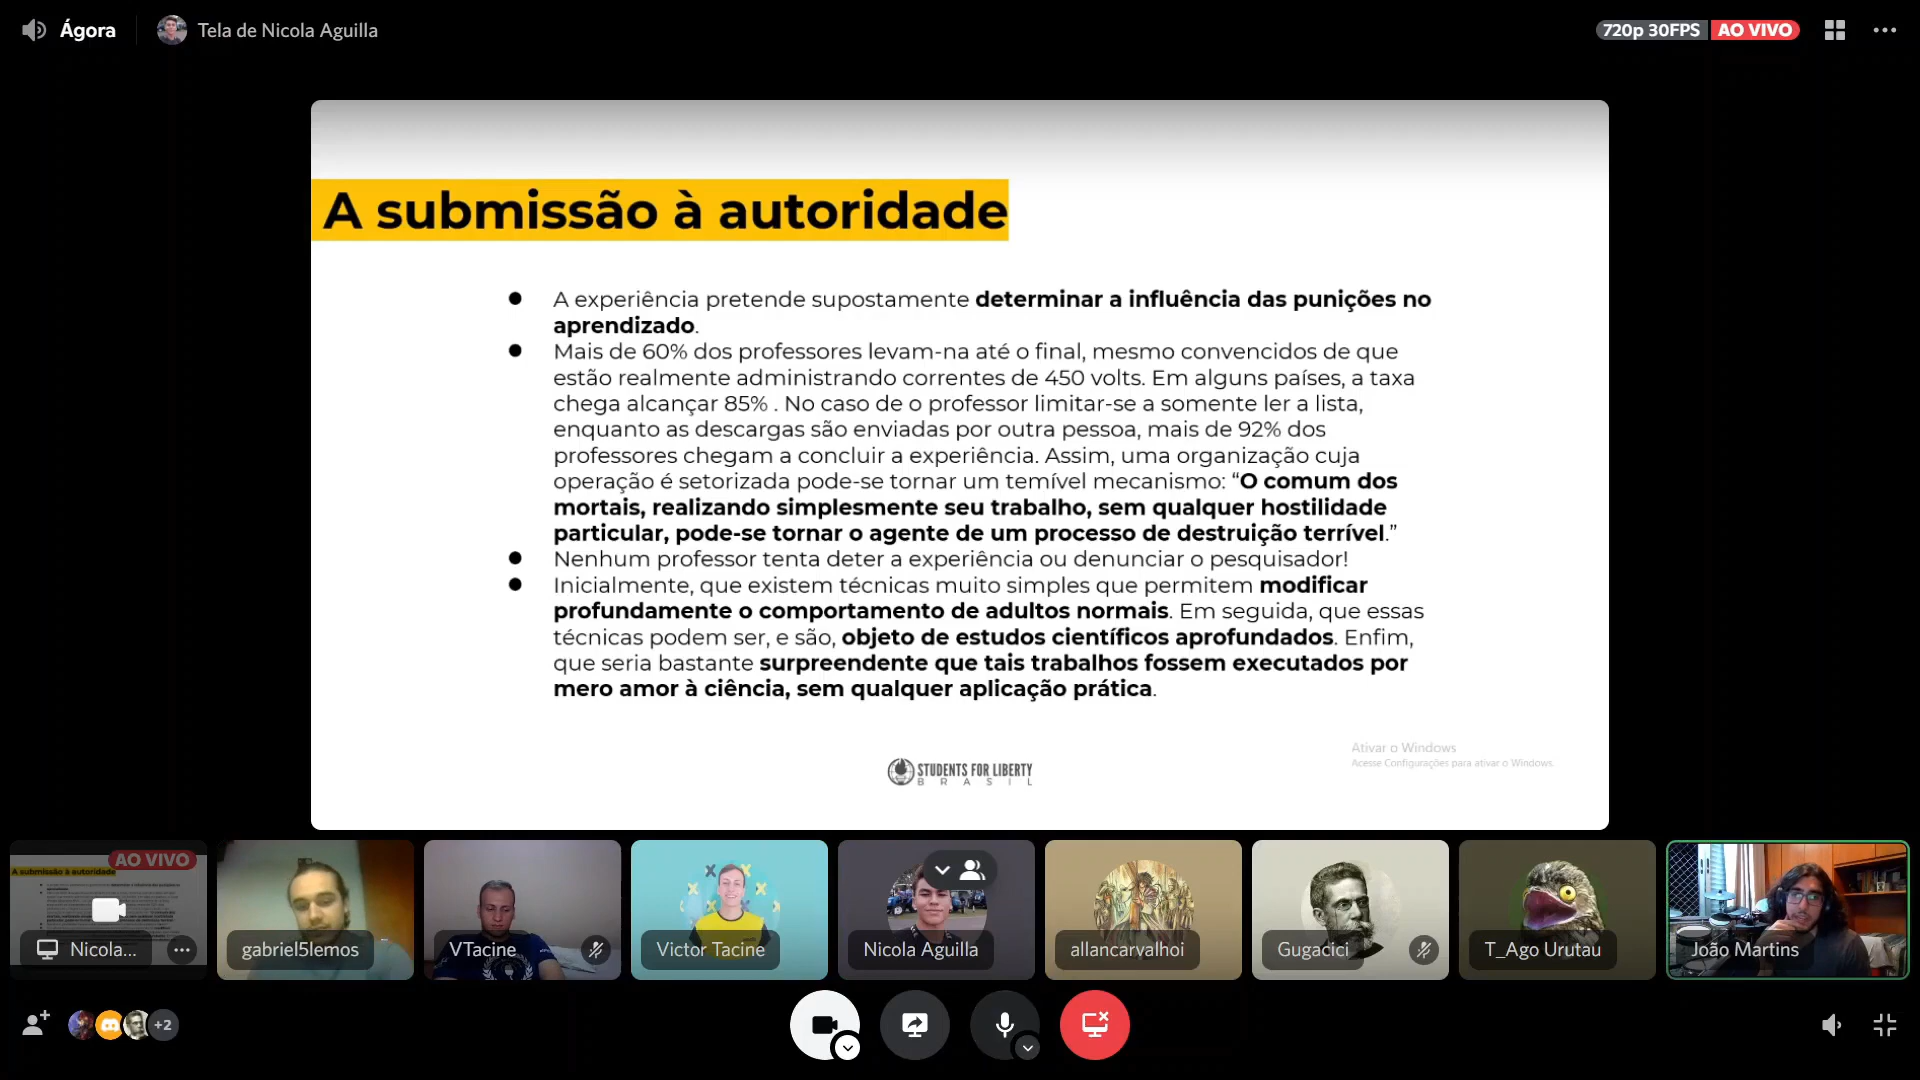 Ágora
Tela de Nicola Aguilla
720p 30FPS
AO VIVO
A submissão à autoridade
● A experiência pretende supostamente determinar a influência das punições no
aprendizado.
● Mais de 60% dos professores levam-na até o final, mesmo convencidos de que
estão realmente administrando correntes de 450 volts. Em alguns países, a taxa
chega alcançar 85% . No caso de o professor limitar-se a somente ler a lista,
enquanto as descargas são enviadas por outra pessoa, mais de 92% dos
professores chegam a concluir a experiência. Assim, uma organização cuja
operação é setorizada pode-se tornar um temível mecanismo: “O comum dos
mortais, realizando simplesmente seu trabalho, sem qualquer hostilidade
particular, pode-se tornar o agente de um processo de destruição terrível.”
● Nenhum professor tenta deter a experiência ou denunciar o pesquisador!
● Inicialmente, que existem técnicas muito simples que permitem modificar
profundamente o comportamento de adultos normais. Em seguida, que essas
técnicas podem ser, e são, objeto de estudos científicos aprofundados. Enfim,
que seria bastante surpreendente que tais trabalhos fossem executados por
mero amor à ciência, sem qualquer aplicação prática.
Ativar o Windows
Acesse Configurações para ativar o Windows.
STUDENTS FOR LIBERTY
BRASIL
AO VIVO
A submissão à autoridade
Nicola...
gabriel5lemos
VTacine
Victor Tacine
Nicola Aguilla
allancarvalhoi
Gugacici
T_Ago Urutau
João Martins
+2